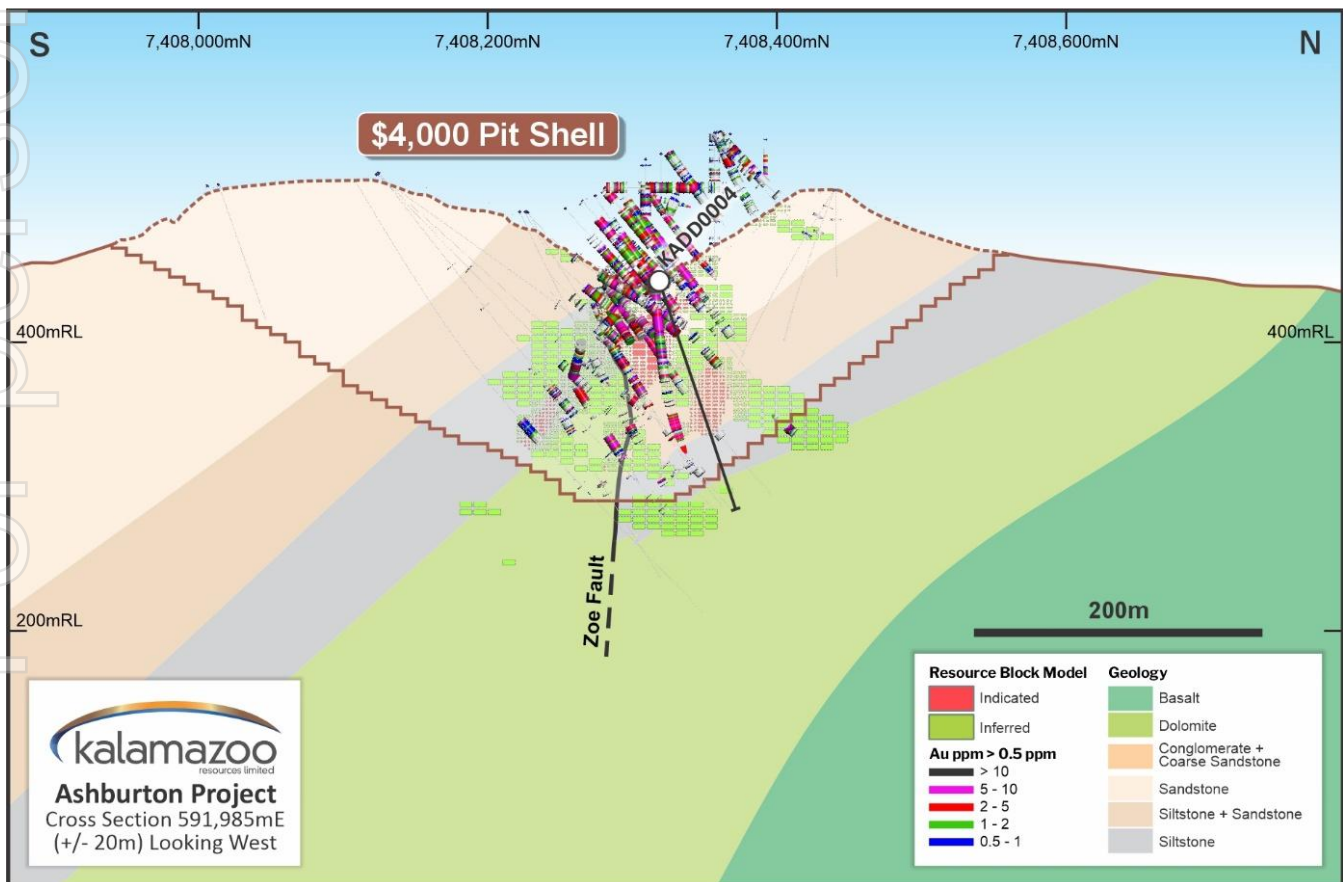 S
N
7,408,000mN
7,408,200mN
7,408,400mN
7,408,600mN
$4,000 Pit Shell
KADD0004
400mRL
400mRL
Zoe Fault
200mRL
200m
kalamazoo
resources limited
Ashburton Project
Cross Section 591,985mE
(+/- 20m) Looking West
Resource Block Model
Indicated
Inferred
Au ppm > 0.5 ppm
> 10
5 - 10
2 - 5
1 - 2
0.5 - 1
Geology
Basalt
Dolomite
Conglomerate +
Coarse Sandstone
Sandstone
Siltstone + Sandstone
Siltstone